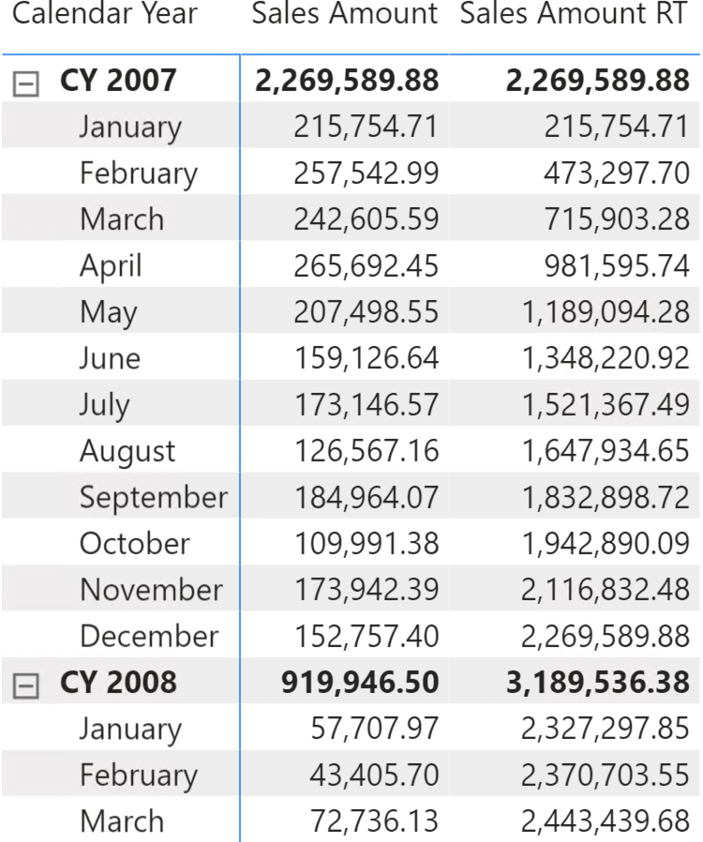 Calendar Year Sales Amount Sales Amount RT
CY 2007 2,269,589.88 2,269,589.88
January 215,754.71 215,754.71
February 257,542.99 473,297.70
March 242,605.59 715,903.28
April 265,692.45 981,595.74
May 207,498.55 1,189,094.28
June 159,126.64 1,348,220.92
July 173,146.57 1,521,367.49
August 126,567.16 1,647,934.65
September 184,964.07 1,832,898.72
October 109,991.38 1,942,890.09
November 173,942.39 2,116,832.48
December 152,757.40 2,269,589.88
CY 2008 919,946.50 3,189,536.38
January 57,707.97 2,327,297.85
February 43,405.70 2,370,703.55
March 72,736.13 2,443,439.68